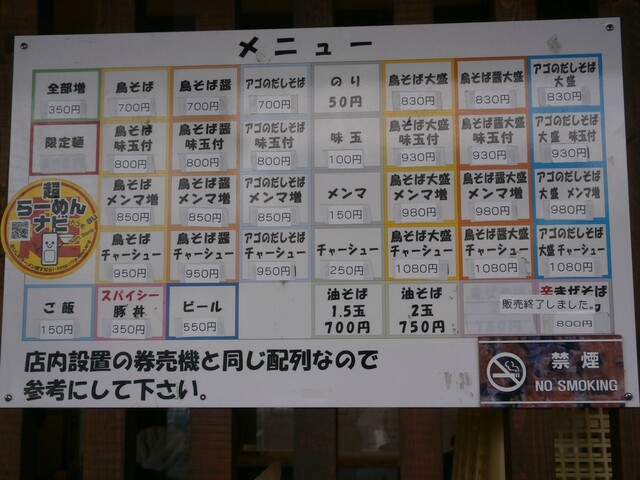 メニュー
全部増
350円
鳥そば
700円
鳥そば醤
700円
アゴのだしそば
700円
のり
50円
鳥そば大盛
830円
鳥そば醤大盛
830円
アゴのだしそば
大盛
830円
限定麺
鳥そば
味玉付
800円
鳥そば醤
味玉付
800円
アゴのだしそば
味玉付
800円
味玉
100円
鳥そば大盛
味玉付
930円
鳥そば醤大盛
味玉付
930円
アゴのだしそば
大盛 味玉付
930円
超
らーめん
ナビ
鳥そば
メンマ増
850円
鳥そば醤
メンマ増
850円
アゴのだしそば
メンマ増
850円
メンマ
150円
鳥そば大盛
メンマ増
980円
鳥そば醤大盛
メンマ増
980円
アゴのだしそば
大盛 メンマ増
980円
鳥そば
チャーシュー
950円
鳥そば醤
チャーシュー
950円
アゴのだしそば
チャーシュー
950円
チャーシュー
250円
鳥そば大盛
チャーシュー
1080円
鳥そば醤大盛
チャーシュー
1080円
アゴのだしそば
大盛 チャーシュー
1080円
ご飯
150円
スパイシー
豚丼
350円
ビール
550円
油そば
1.5玉
700円
油そば
2玉
750円
辛まぜそば
販売終了しました。
800円
店内設置の券売機と同じ配列なので
参考にして下さい。
禁煙
NO SMOKING